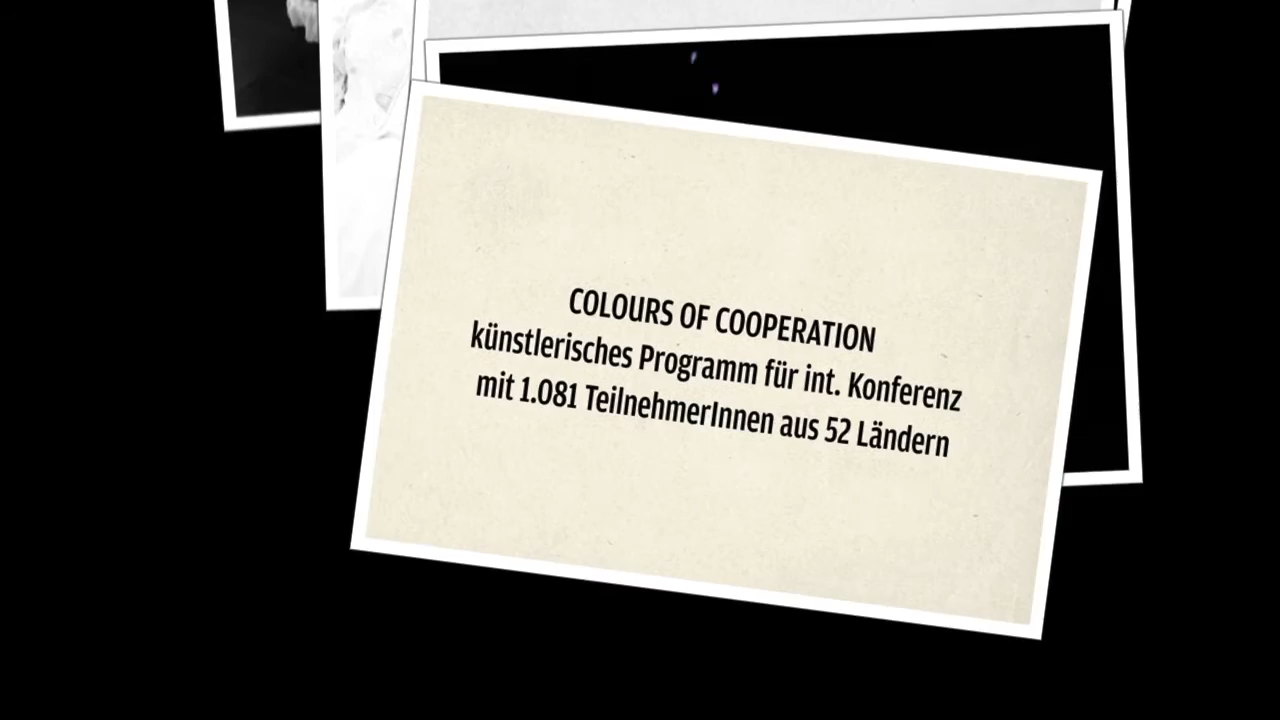 COLOURS OF COOPERATION
künstlerisches Programm für int. Konferenz
mit 1.081 TeilnehmerInnen aus 52 Ländern